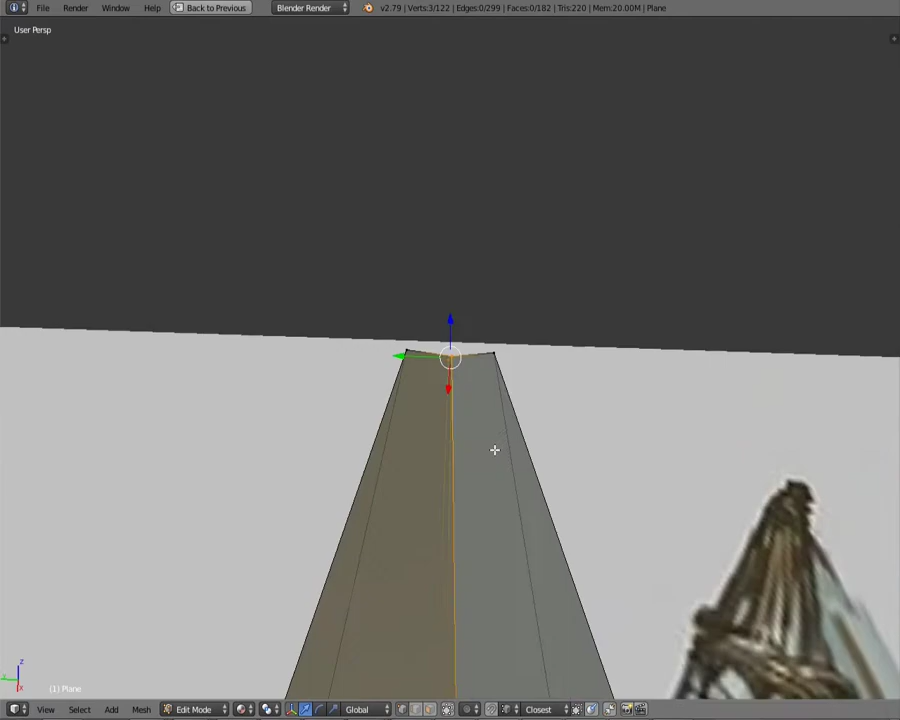 File Render Window Help Back to Previous Blender Render v2.79 | Verts:3/122 | Edges:0/299 | Faces:0/182 | Tris:220 | Mem:20.00M | Plane
User Persp
z
y
x
(1) Plane
View Select Add Mesh Edit Mode Global Closest